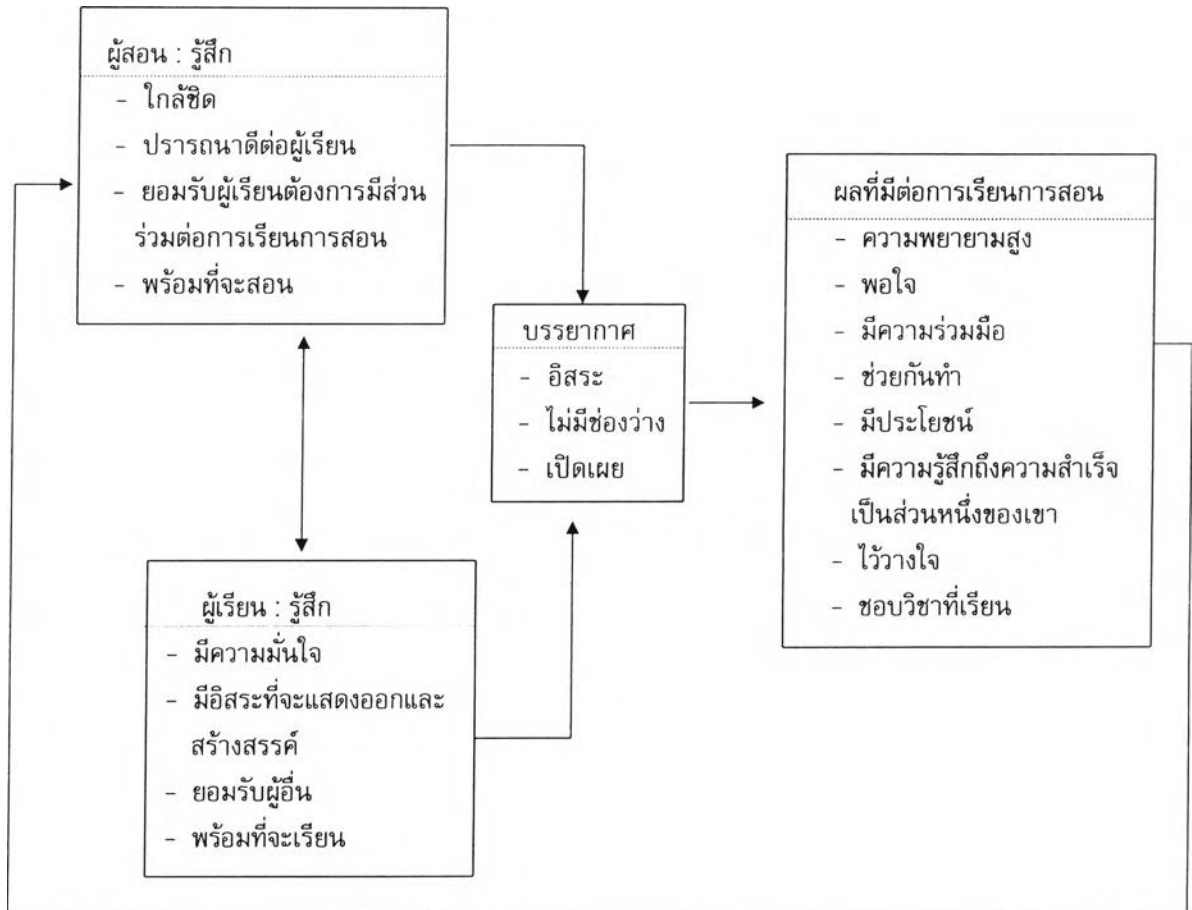 ผู้สอน : รู้สึก
- ใกล้ชิด
- ปรารถนาดีต่อผู้เรียน
- ยอมรับผู้เรียนต้องการมีส่วน
ร่วมต่อการเรียนการสอน
- พร้อมที่จะสอน
ผู้เรียน : รู้สึก
- มีความมั่นใจ
- มีอิสระที่จะแสดงออกและ
สร้างสรรค์
- ยอมรับผู้อื่น
- พร้อมที่จะเรียน
บรรยากาศ
- อิสระ
- ไม่มีช่องว่าง
- เปิดเผย
ผลที่มีต่อการเรียนการสอน
- ความพยายามสูง
- พอใจ
- มีความร่วมมือ
- ช่วยกันทำ
- มีประโยชน์
- มีความรู้สึกถึงความสำเร็จ
เป็นส่วนหนึ่งของเขา
- ไว้วางใจ
- ชอบวิชาที่เรียน